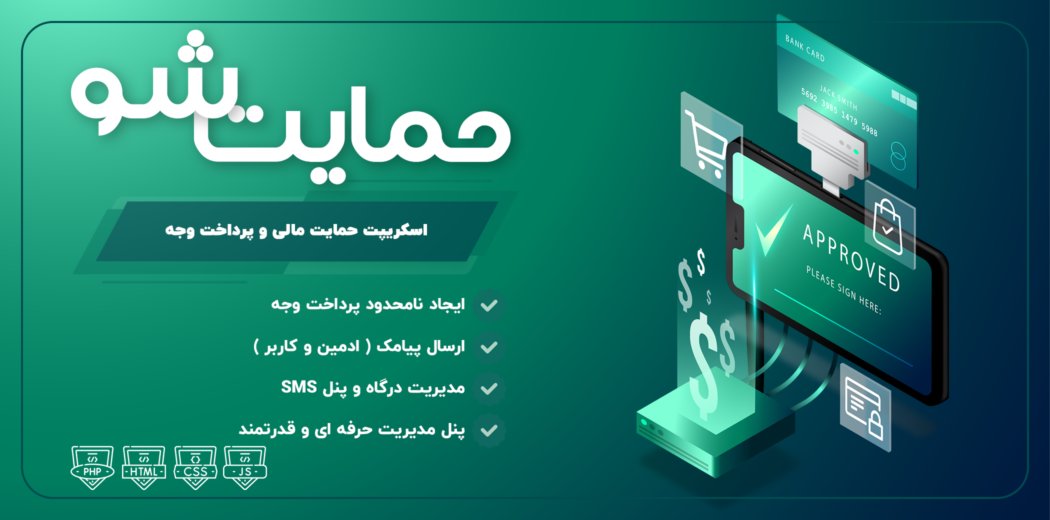 حمایت شو
اسکریپت حمایت مالی و پرداخت وجه
ایجاد نامحدود پرداخت وجه
ارسال پیامک ( ادمین و کاربر )
مدیریت درگاه و پنل SMS
پنل مدیریت حرفه ای و قدرتمند
PHP
HTML
CSS
JS
BANK CARD
JACK SMITH
5692 3985 1479 5988
APPROVED
PLEASE SIGN HERE: